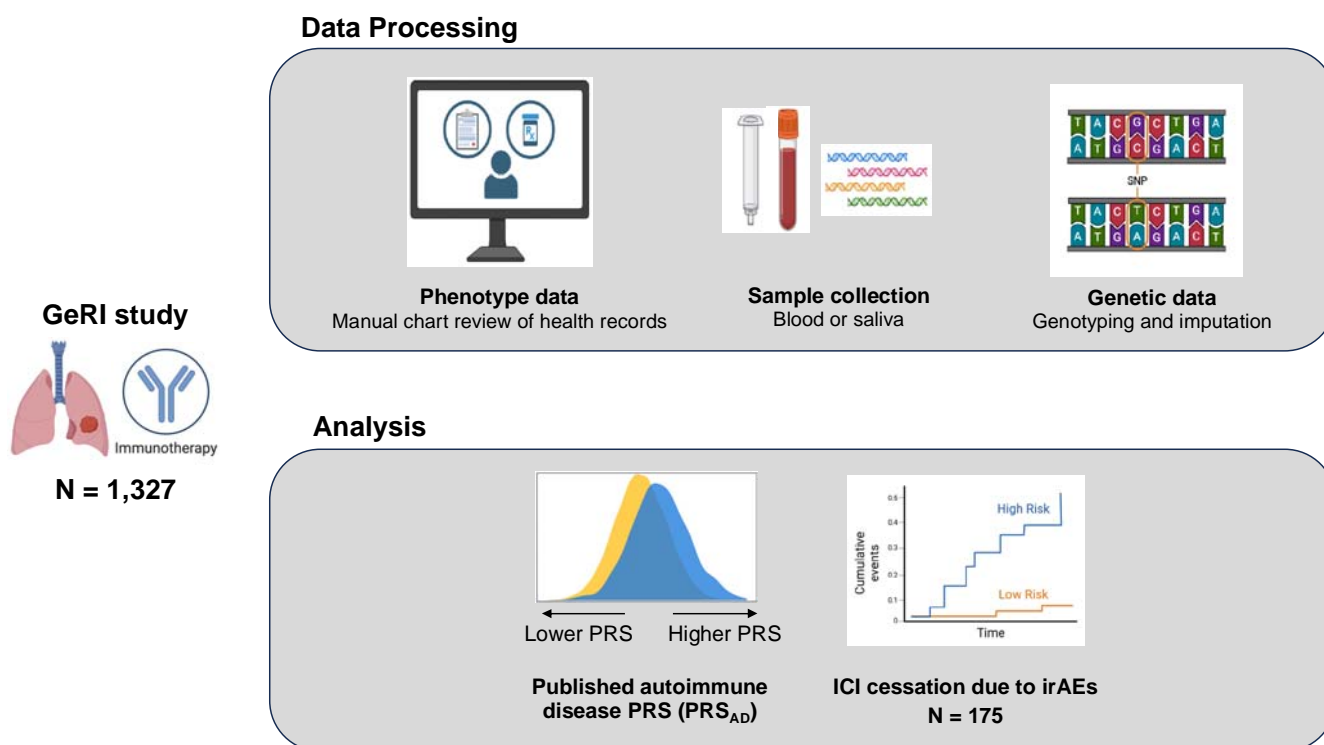 Data Processing
Rx
T A C G C T G A
A T G C G A C T
SNP
T A C T C T G A
A T G A G A C T
Phenotype data
Manual chart review of health records
Sample collection
Blood or saliva
Genetic data
Genotyping and imputation
GeRI study
Immunotherapy
N = 1,327
Analysis
Lower PRS
Higher PRS
Published autoimmune
disease PRS (PRS_AD)
Cumulative
events
0.5
0.4
0.3
0.2
0.1
0
High Risk
Low Risk
Time
ICI cessation due to irAEs
N = 175